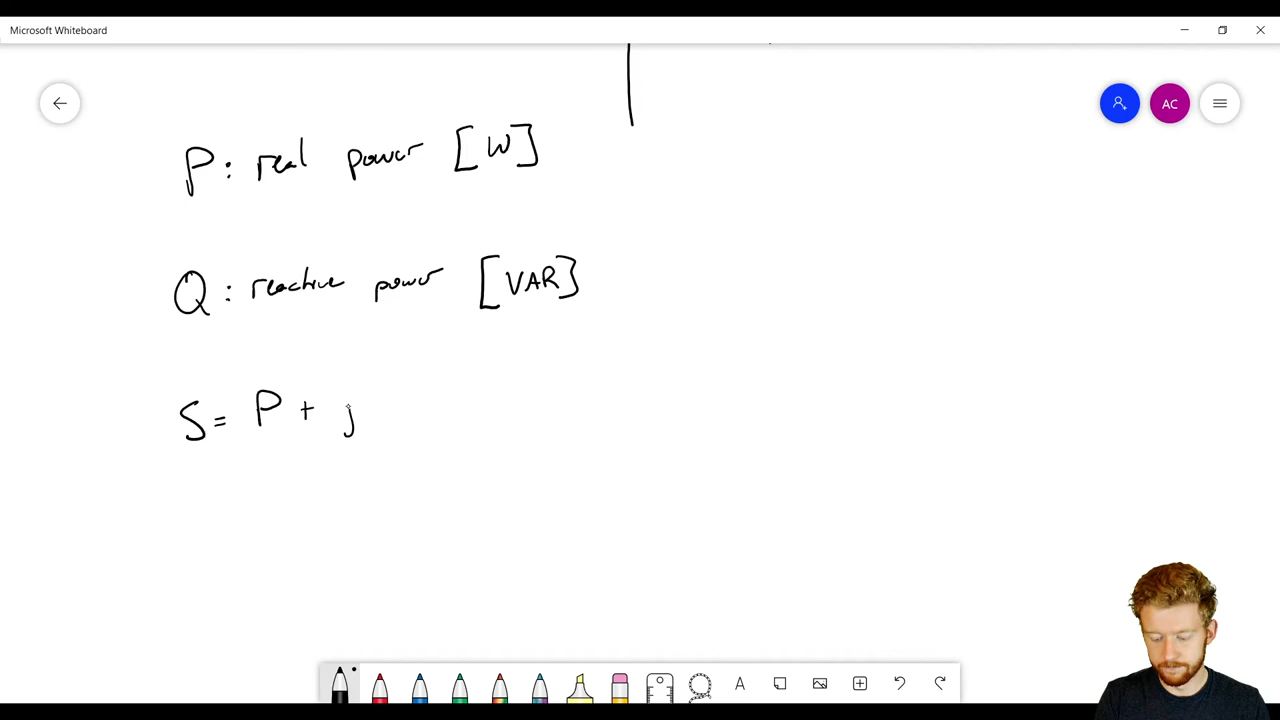 Microsoft Whiteboard
AC
P: real power [W]
Q: reactive power [VAR]
S = P + j
A